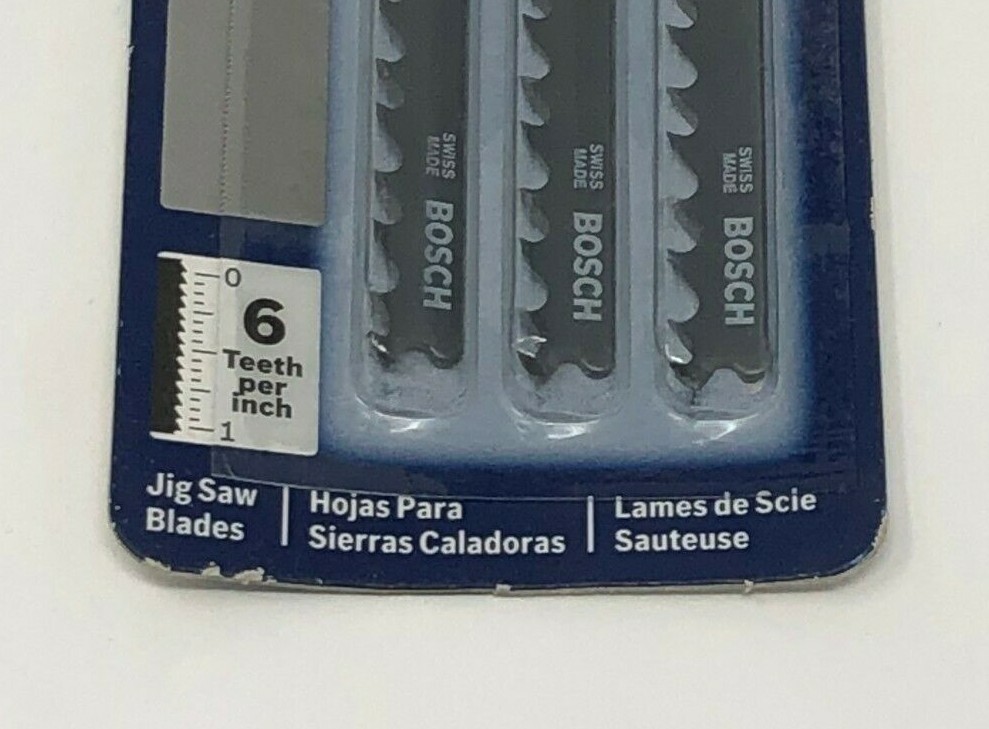 SWISS
MADE
BOSCH
SWISS
MADE
BOSCH
SWISS
MADE
BOSCH
0
6
Teeth
per
inch
1
Jig Saw
Blades
Hojas Para
Sierras Caladoras
Lames de Scie
Sauteuse